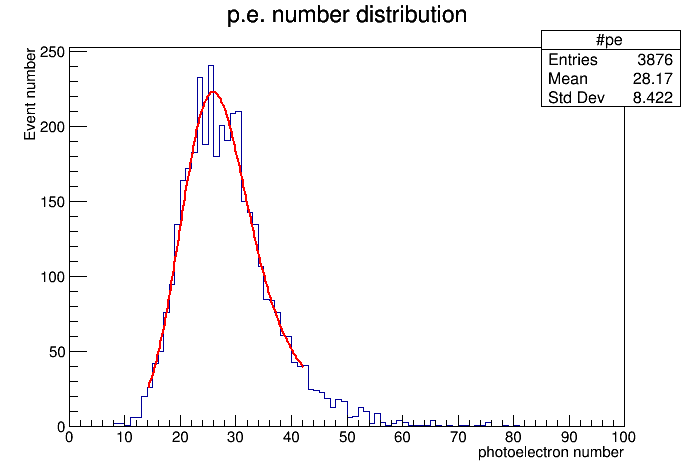 p.e. number distribution
#pe
Entries 3876
Mean 28.17
Std Dev 8.422
Event number
250
200
150
100
50
0
0 10 20 30 40 50 60 70 80 90 100
photoelectron number